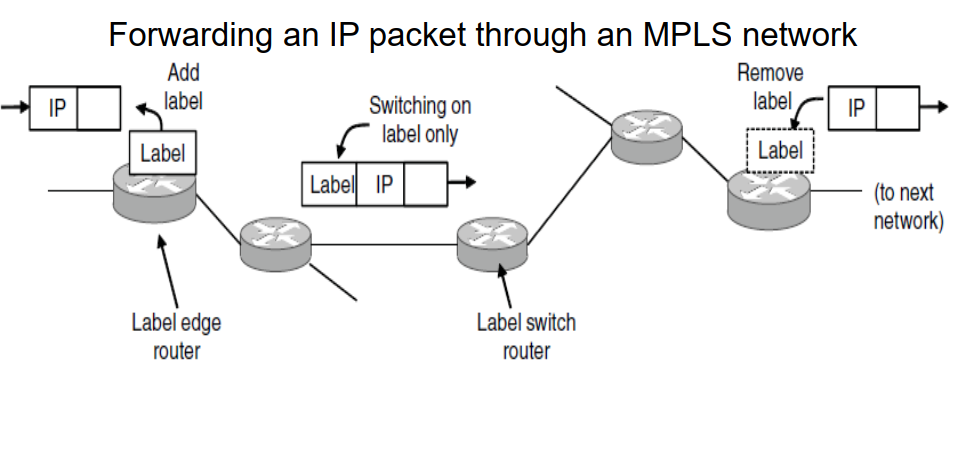 Forwarding an IP packet through an MPLS network
Add
label
IP
Label
Switching on
label only
Label IP
Remove
label
IP
Label
(to next
network)
Label edge
router
Label switch
router